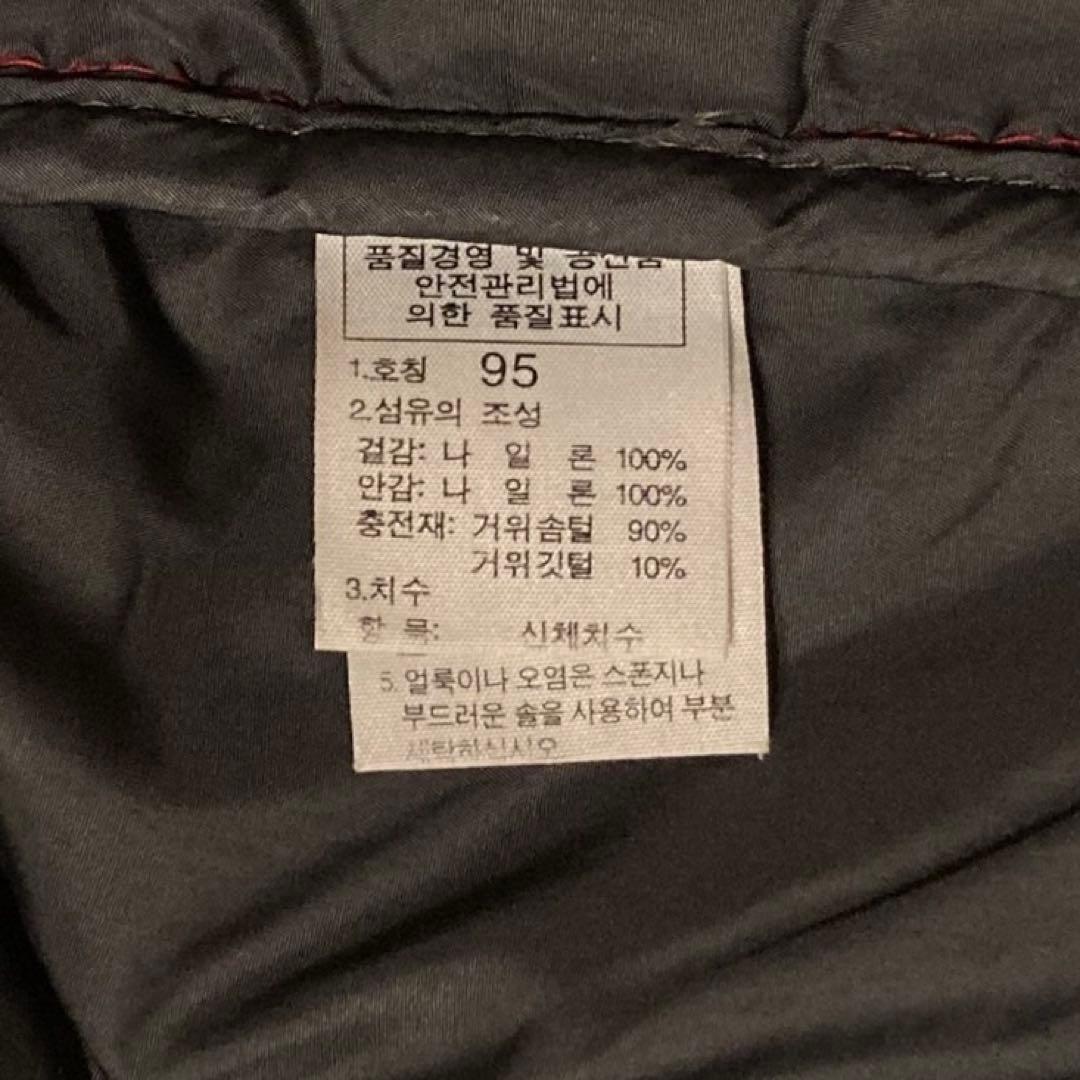 품질경영 및 공산품
안전관리법에
의한 품질표시
1.호칭 95
2.섬유의 조성
겉감: 나 일 론 100%
안감: 나 일 론 100%
충전재: 거위솜털 90%
거위깃털 10%
3.치수
항 목: 신체치수
5. 얼룩이나 오염은 스폰지나
부드러운 솔을 사용하여 부분
세탁하십시오